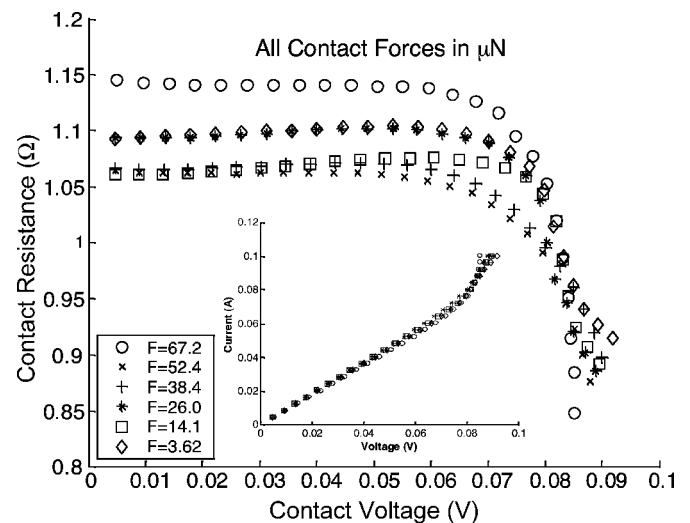 All Contact Forces in μN
Contact Resistance (Ω)
1.2
1.15
1.1
1.05
1
0.95
0.9
0.85
0.8
0 0.01 0.02 0.03 0.04 0.05 0.06 0.07 0.08 0.09 0.1
Contact Voltage (V)
F=67.2
F=52.4
F=38.4
F=26.0
F=14.1
F=3.62
Current (A)
0.12
0.1
0.08
0.06
0.04
0.02
0
0 0.02 0.04 0.06 0.08 0.1
Voltage (V)